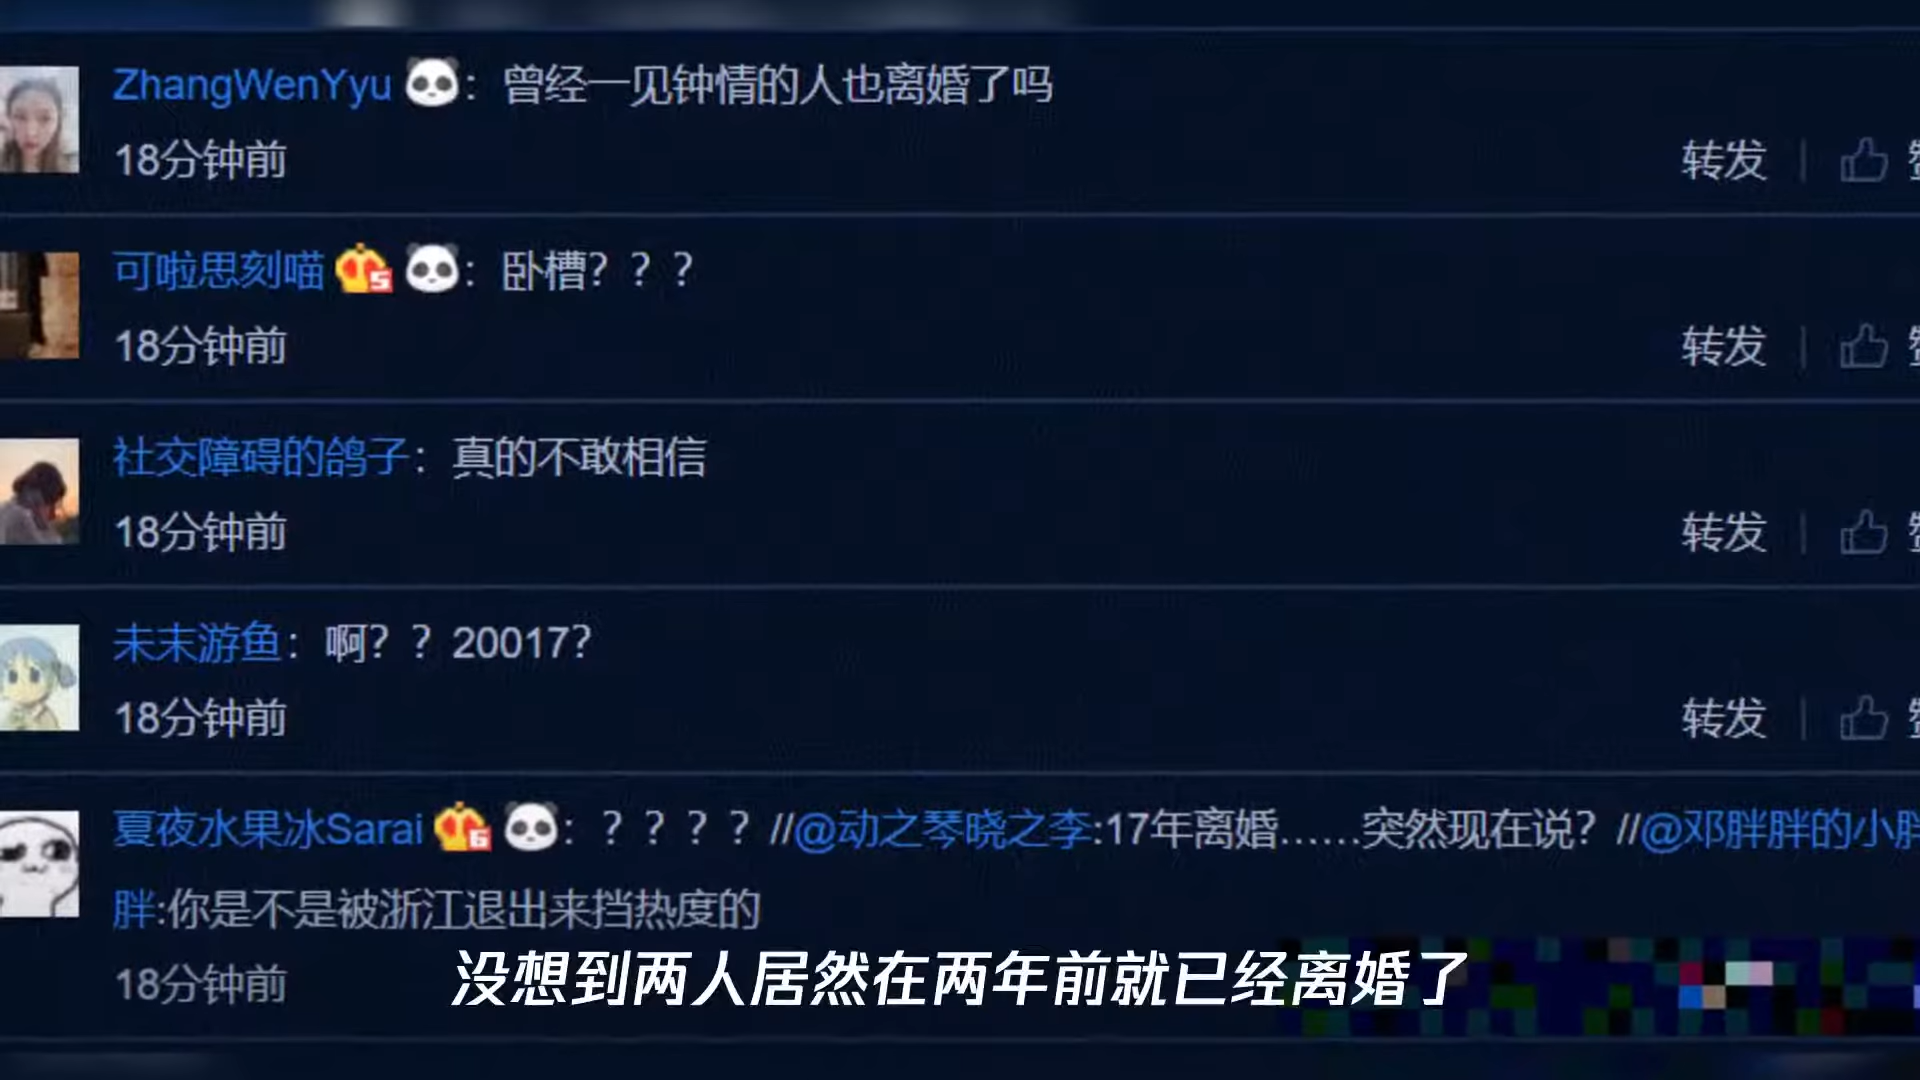 ZhangWenYyu：曾经一见钟情的人也离婚了吗
18分钟前
转发
可啦思刻喵5：卧槽？？？
18分钟前
转发
社交障碍的鸽子：真的不敢相信
18分钟前
转发
未末游鱼：啊？？20017？
18分钟前
转发
夏夜水果冰Sarai6：？？？？//@动之琴晓之李:17年离婚……突然现在说？//@邓胖胖的小胖
胖:你是不是被浙江退出来挡热度的
18分钟前
没想到两人居然在两年前就已经离婚了